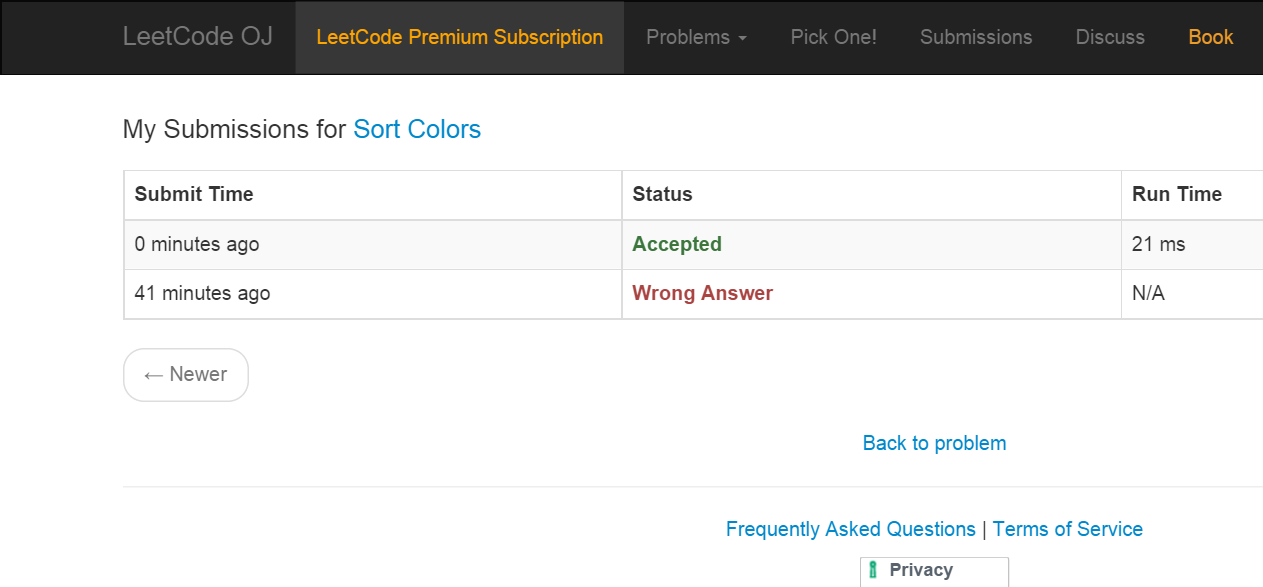 LeetCode OJ LeetCode Premium Subscription Problems Pick One! Submissions Discuss Book
My Submissions for Sort Colors
Submit Time Status Run Time
0 minutes ago Accepted 21 ms
41 minutes ago Wrong Answer N/A
← Newer
Back to problem
Frequently Asked Questions | Terms of Service
Privacy